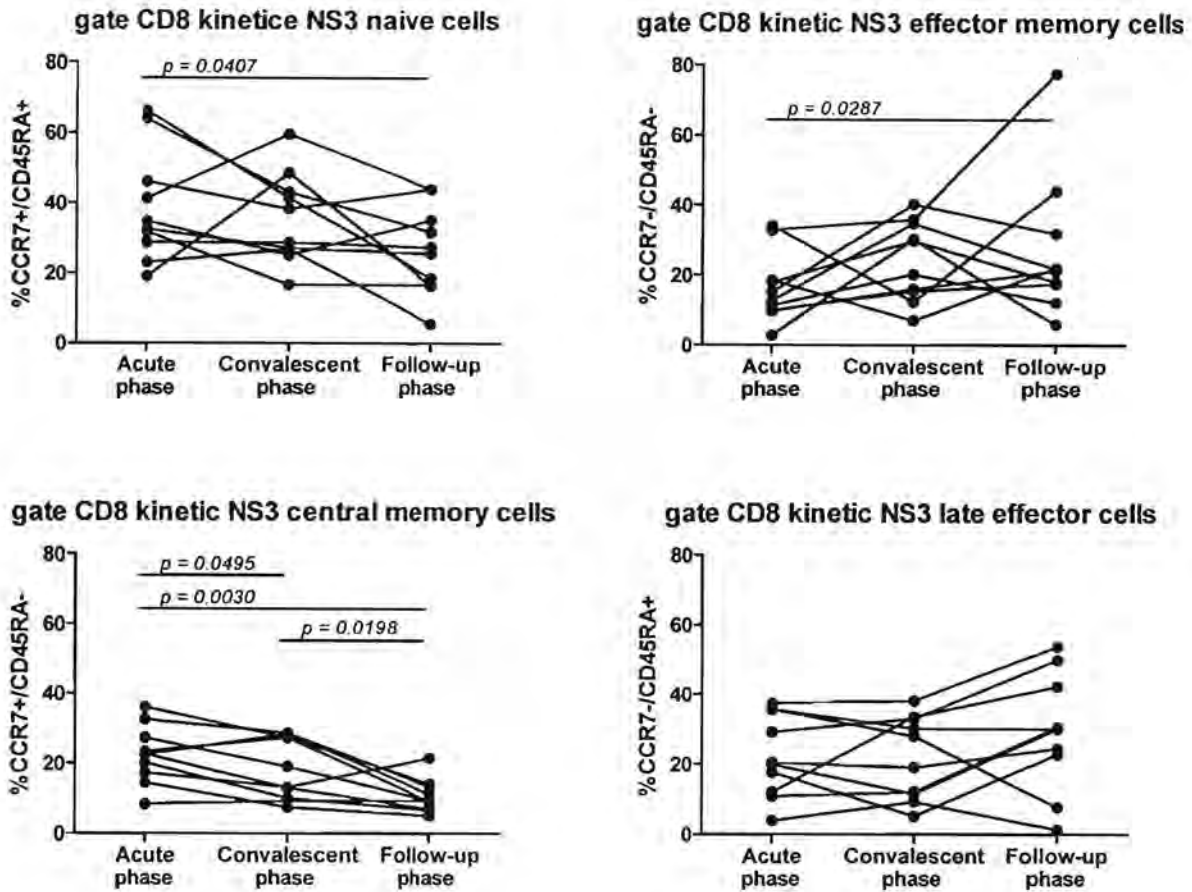 gate CD8 kinetice NS3 naive cells
80
60
40
20
0
%CCR7+/CD45RA+
p = 0.0407
Acute phase
Convalescent phase
Follow-up phase
gate CD8 kinetic NS3 effector memory cells
80
60
40
20
0
%CCR7-/CD45RA-
p = 0.0287
Acute phase
Convalescent phase
Follow-up phase
gate CD8 kinetic NS3 central memory cells
80
60
40
20
0
%CCR7+/CD45RA-
p = 0.0495
p = 0.0030
p = 0.0198
Acute phase
Convalescent phase
Follow-up phase
gate CD8 kinetic NS3 late effector cells
80
60
40
20
0
%CCR7-/CD45RA+
Acute phase
Convalescent phase
Follow-up phase